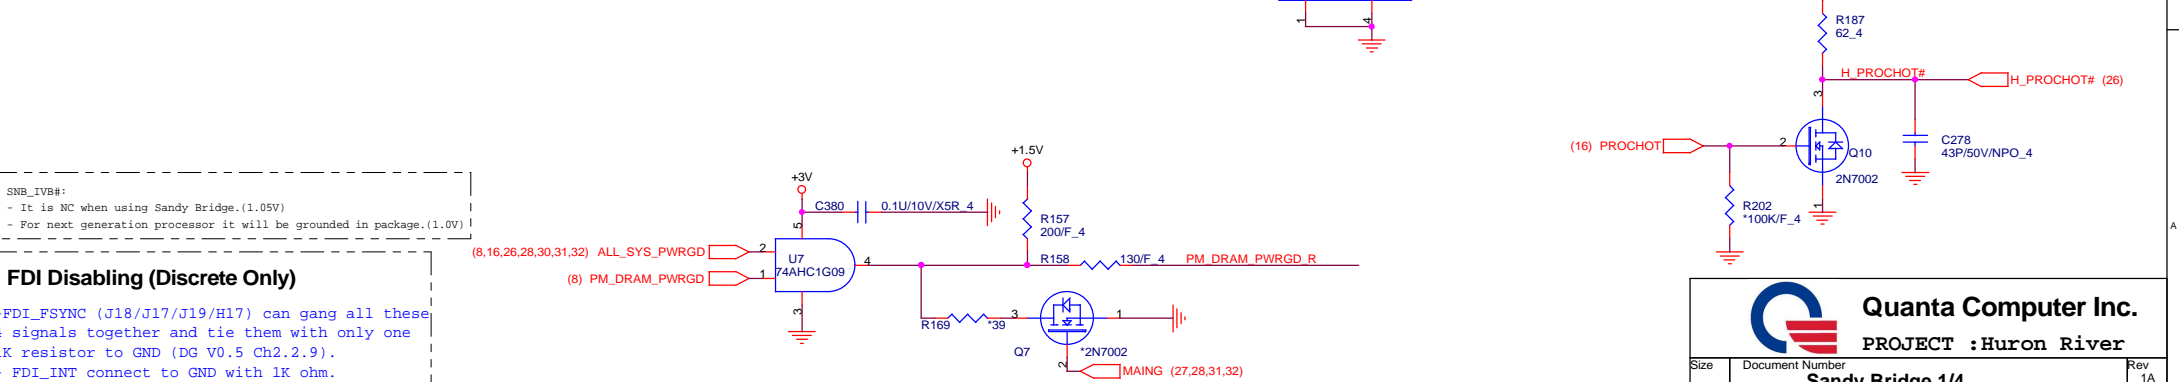 1
4
R187
62_4
H_PROCHOT#
H_PROCHOT# (26)
3
(16) PROCHOT
2
Q10
2N7002
1
C278
43P/50V/NPO_4
R202
*100K/F_4
A
SNB_IVB#:
- It is NC when using Sandy Bridge.(1.05V)
- For next generation processor it will be grounded in package.(1.0V)
+3V
C380
0.1U/10V/X5R_4
5
+1.5V
R157
200/F_4
(8,16,26,28,30,31,32) ALL_SYS_PWRGD
2
(8) PM_DRAM_PWRGD
1
U7
74AHC1G09
4
3
R158
130/F_4
PM_DRAM_PWRGD_R
R169
*39
3
1
Q7
*2N7002
2
MAING (27,28,31,32)
FDI Disabling (Discrete Only)
FDI_FSYNC (J18/J17/J19/H17) can gang all these
signals together and tie them with only one
K resistor to GND (DG V0.5 Ch2.2.9).
FDI_INT connect to GND with 1K ohm.
Quanta Computer Inc.
PROJECT :Huron River
Size
Document Number
Rev
Sandy Bridge 1/4
1A